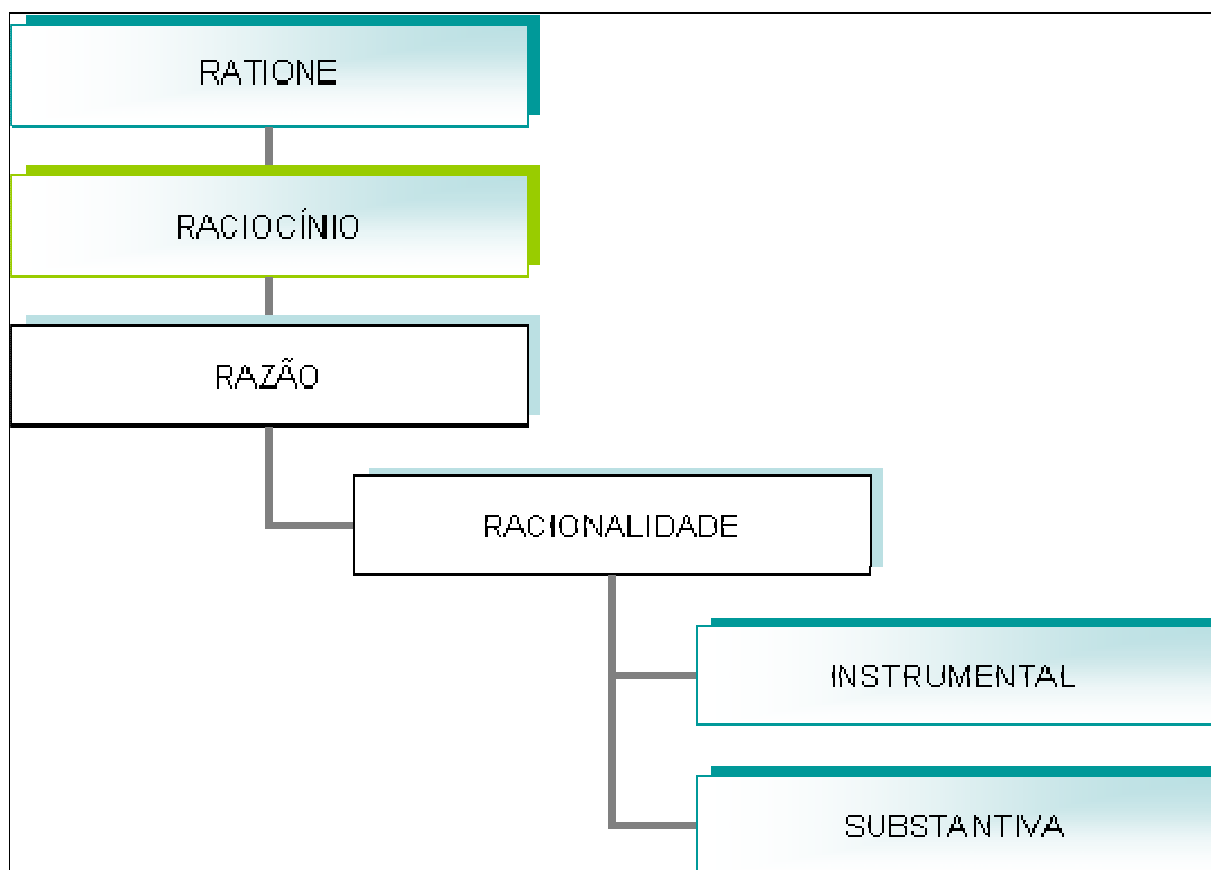 RATIONE
RACIOCÍNIO
RAZÃO
RACIONALIDADE
INSTRUMENTAL
SUBSTANTIVA